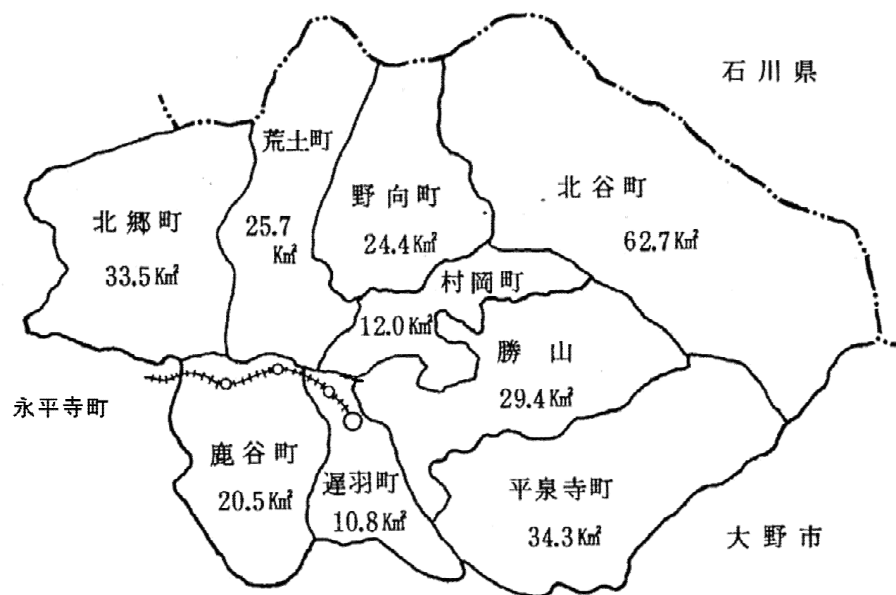 石川県
荒土町
25.7
K㎡
野向町
24.4K㎡
北谷町
62.7K㎡
北郷町
33.5K㎡
村岡町
12.0K㎡
勝山
29.4K㎡
永平寺町
鹿谷町
20.5K㎡
遅羽町
10.8K㎡
平泉寺町
34.3K㎡
大野市